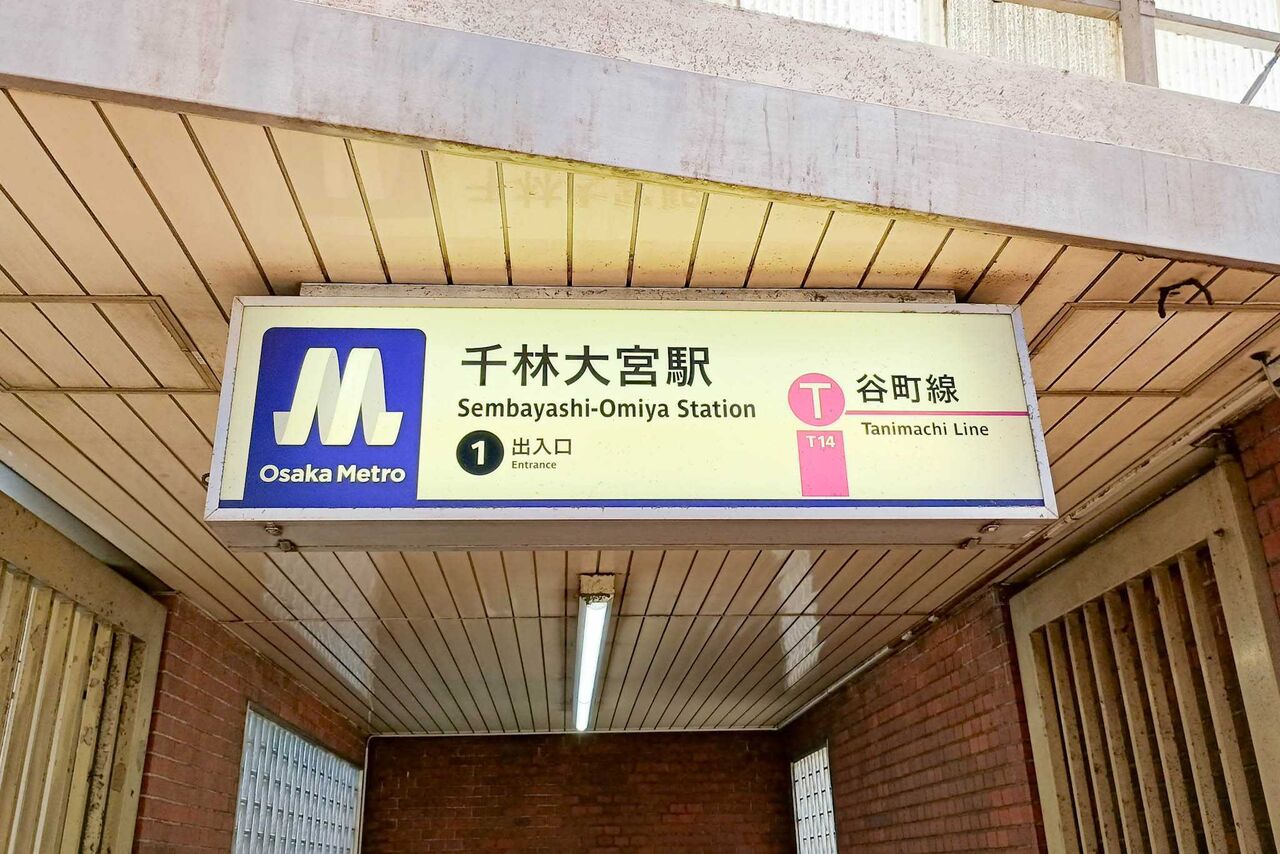 Osaka Metro
千林大宮駅
Sembayashi-Omiya Station
1 出入口
Entrance
T 谷町線
Tanimachi Line
T14